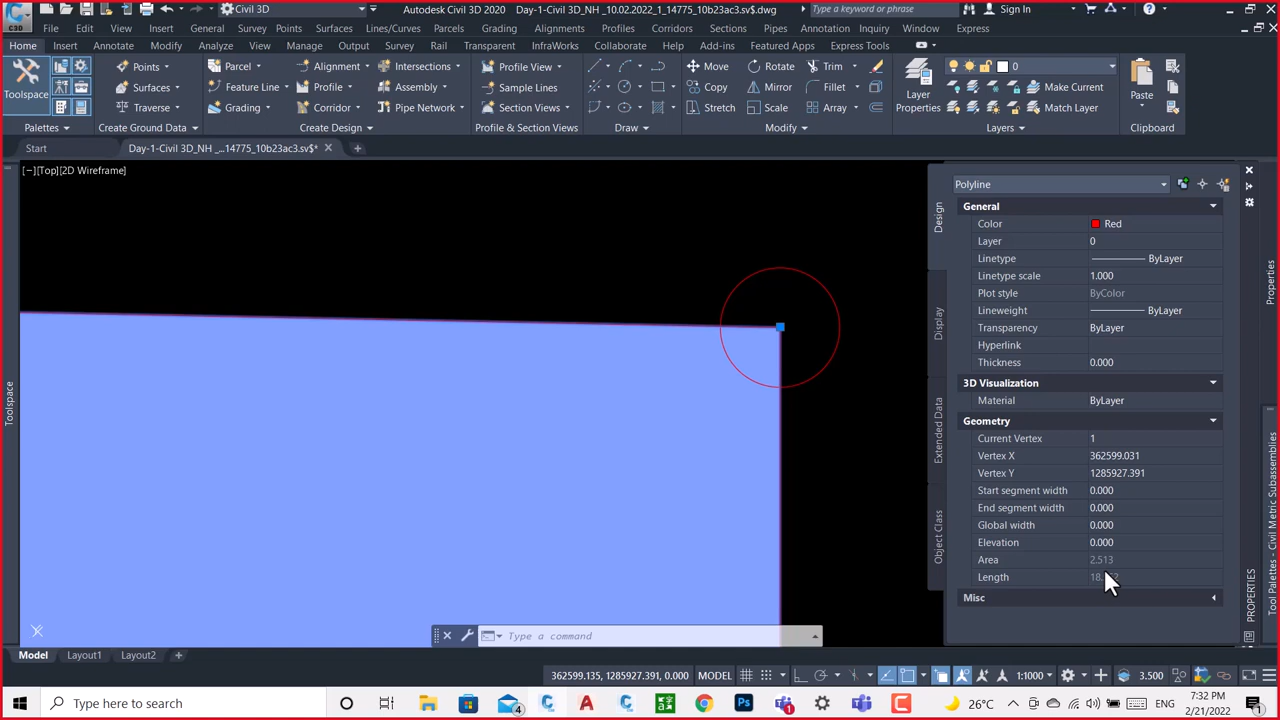 C3D
Civil 3D
Autodesk Civil 3D 2020
Day-1-Civil 3D_NH _10.02.2022_1_14775_10b23ac3.sv$.dwg
Type a keyword or phrase
Sign In
File Edit View Insert General Survey Points Surfaces Lines/Curves Parcels Grading Alignments Profiles Corridors Sections Pipes Annotation Inquiry Window Express
Home Insert Annotate Modify Analyze View Manage Output Survey Rail Transparent InfraWorks Collaborate Help Add-ins Featured Apps Express Tools
Points Parcel Alignment Intersections Profile View Move Rotate Trim 0
Toolspace Surfaces Feature Line Profile Assembly Sample Lines Copy Mirror Fillet Layer Properties Make Current Paste
Traverse Grading Corridor Pipe Network Section Views Stretch Scale Array Match Layer
Palettes Create Ground Data Create Design Profile & Section Views Draw Modify Layers Clipboard
Start Day-1-Civil 3D_NH _...14775_10b23ac3.sv$*
[−][Top][2D Wireframe]
Polyline
General
Color Red
Layer 0
Linetype ByLayer
Linetype scale 1.000
Plot style ByColor
Lineweight ByLayer
Transparency ByLayer
Hyperlink
Thickness 0.000
3D Visualization
Material ByLayer
Geometry
Current Vertex 1
Vertex X 362599.031
Vertex Y 1285927.391
Start segment width 0.000
End segment width 0.000
Global width 0.000
Elevation 0.000
Area 2.513
Length
Misc
Design
Display
Extended Data
Object Class
Toolspace
Properties
PROPERTIES
Tool Palettes - Civil Metric Subassemblies
Type a command
Model Layout1 Layout2
362599.135, 1285927.391, 0.000 MODEL 1:1000 3.500
Type here to search
4
Ps
1
26°C
ENG
7:32 PM
2/21/2022
1